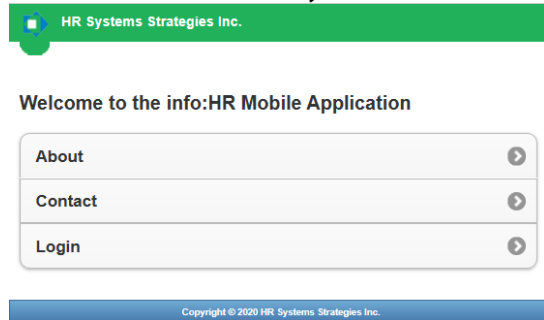 HR Systems Strategies Inc.
Welcome to the info:HR Mobile Application
About
Contact
Login
Copyright © 2020 HR Systems Strategies Inc.